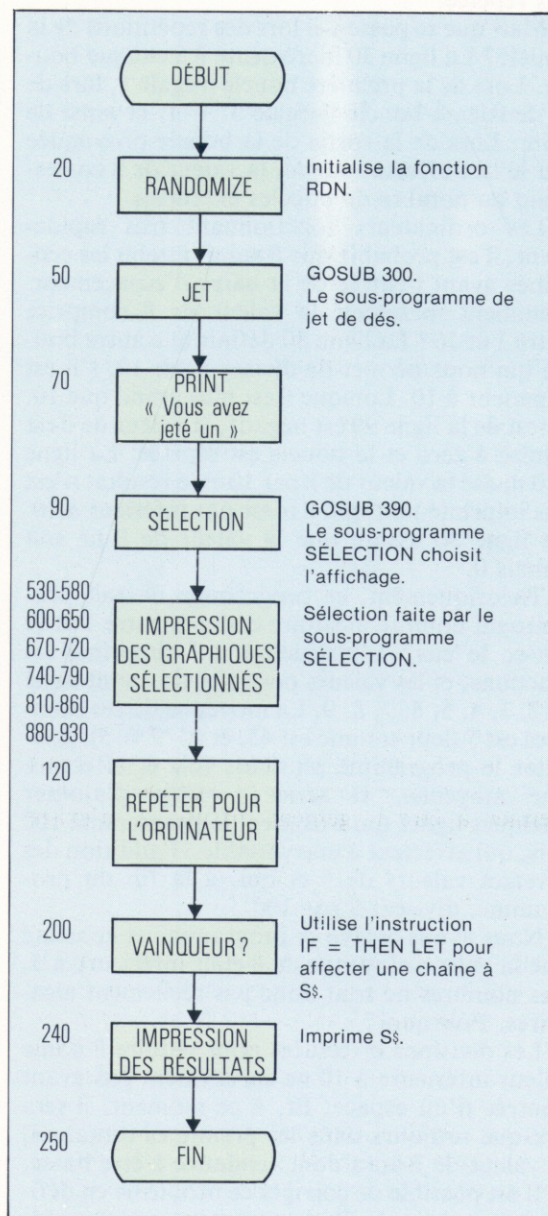 DÉBUT
20
RANDOMIZE
Initialise la fonction
RDN.
50
JET
GOSUB 300.
Le sous-programme de
jet de dés.
70
PRINT
« Vous avez
jeté un »
90
SÉLECTION
GOSUB 390.
Le sous-programme
SÉLECTION choisit
l'affichage.
530-580
600-650
670-720
740-790
810-860
880-930
IMPRESSION
DES GRAPHIQUES
SÉLECTIONNÉS
Sélection faite par le
sous-programme
SÉLECTION.
120
RÉPÉTER POUR
L'ORDINATEUR
200
VAINQUEUR ?
Utilise l'instruction
IF = THEN LET pour
affecter une chaîne à
S$.
240
IMPRESSION
DES RÉSULTATS
Imprime S$.
250
FIN